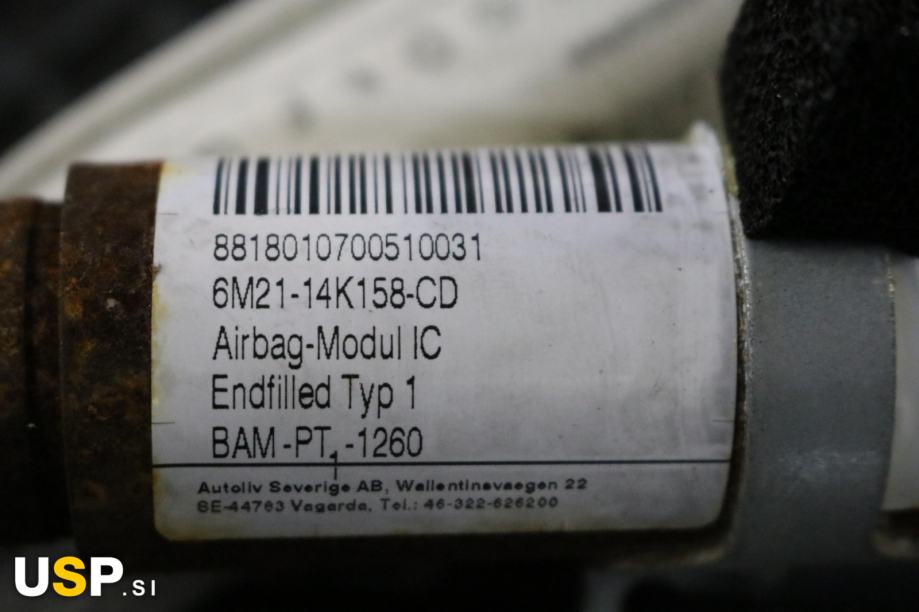 8818010700510031
6M21-14K158-CD
Airbag-Modul IC
Endfilled Typ 1
BAM-PT₁-1260
Autoliv Severige AB, Wallentinsvaegen 22
SE-44763 Vagarda, Tel.: 46-322-626200
USP.SI